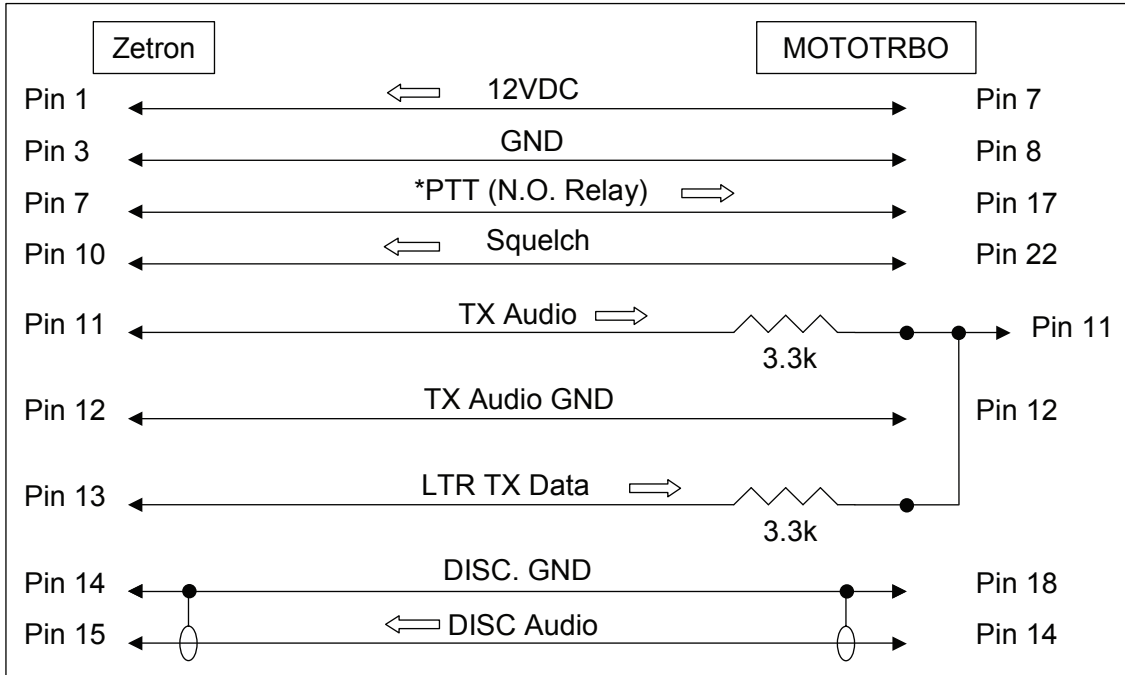 Zetron MOTOTRBO
Pin 1 12VDC Pin 7
Pin 3 GND Pin 8
Pin 7 *PTT (N.O. Relay) Pin 17
Pin 10 Squelch Pin 22
Pin 11 TX Audio 3.3k Pin 11
Pin 12 TX Audio GND Pin 12
Pin 13 LTR TX Data 3.3k
Pin 14 DISC. GND Pin 18
Pin 15 DISC Audio Pin 14